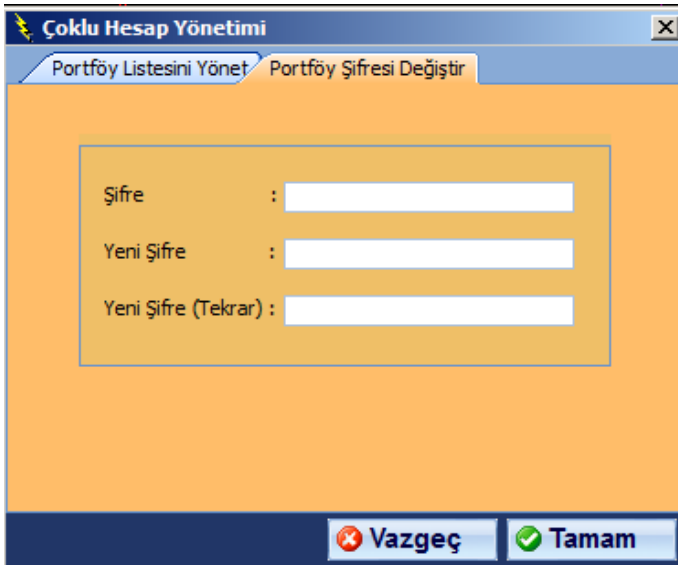 Çoklu Hesap Yönetimi
Portföy Listesini Yönet Portföy Şifresi Değiştir
Şifre :
Yeni Şifre :
Yeni Şifre (Tekrar) :
Vazgeç Tamam